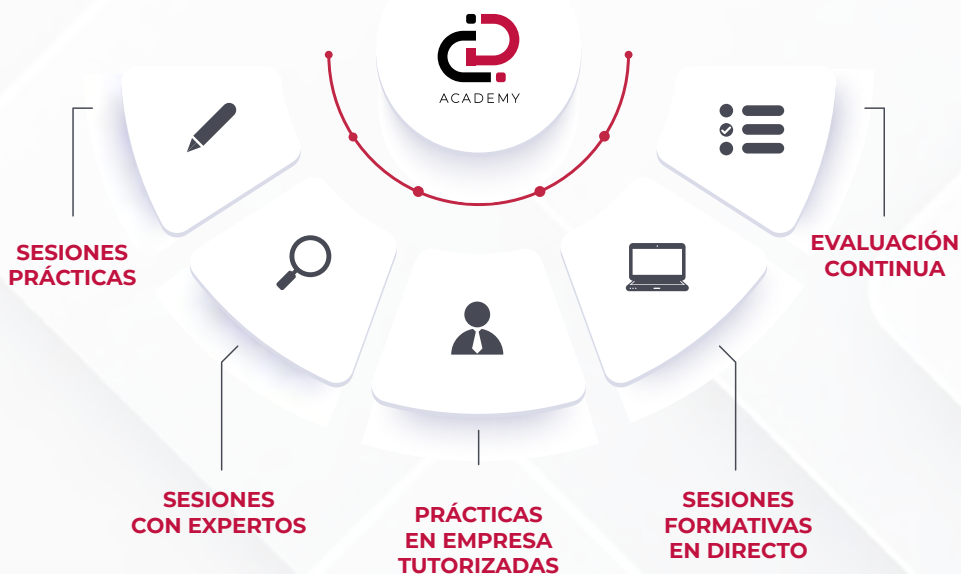 ACADEMY
SESIONES
PRÁCTICAS
EVALUACIÓN
CONTINUA
SESIONES
CON EXPERTOS
PRÁCTICAS
EN EMPRESA
TUTORIZADAS
SESIONES
FORMATIVAS
EN DIRECTO